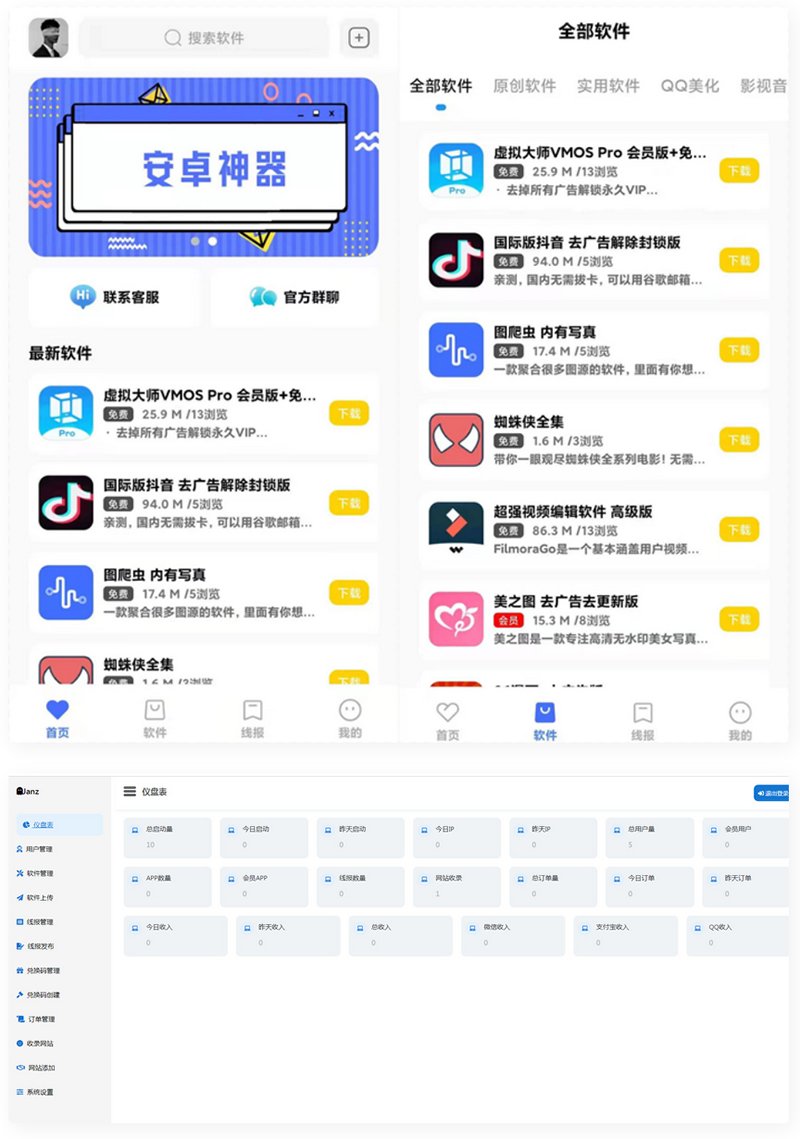 搜索软件
安卓神器
Hi
联系客服
官方群聊
最新软件
Pro
虚拟大师VMOS Pro 会员版+免...
免费 25.9 M /13浏览
· 去掉所有广告解锁永久VIP...
下载
国际版抖音 去广告解除封锁版
免费 94.0 M /5浏览
亲测，国内无需拔卡，可以用谷歌邮箱...
下载
图爬虫 内有写真
免费 17.4 M /5浏览
一款聚合很多图源的软件，里面有你想...
下载
蜘蛛侠全集
免费 1.6 M /3浏览
下载
首页
软件
线报
我的
全部软件
全部软件 原创软件 实用软件 QQ美化 影视音
Pro
虚拟大师VMOS Pro 会员版+免...
免费 25.9 M /13浏览
· 去掉所有广告解锁永久VIP...
下载
国际版抖音 去广告解除封锁版
免费 94.0 M /5浏览
亲测，国内无需拔卡，可以用谷歌邮箱...
下载
图爬虫 内有写真
免费 17.4 M /5浏览
一款聚合很多图源的软件，里面有你想...
下载
蜘蛛侠全集
免费 1.6 M /3浏览
带你一眼观尽蜘蛛侠全系列电影！无需...
下载
超强视频编辑软件 高级版
免费 86.3 M /13浏览
FilmoraGo是一个基本涵盖用户视频...
下载
美之图 去广告去更新版
会员 15.3 M /8浏览
美之图是一款专注高清无水印美女写真...
下载
首页
软件
线报
我的
Janz
仪盘表
用户管理
软件管理
软件上传
线报管理
线报发布
兑换码管理
兑换码创建
订单管理
收录网站
网站添加
系统设置
仪盘表
退出登录
总启动量
10
今日启动
0
昨天启动
0
今日IP
0
昨天IP
0
总用户量
5
会员用户
0
APP数量
0
会员APP
0
线报数量
0
网站收录
1
总订单量
0
今日订单
0
昨天订单
0
今日收入
0
昨天收入
0
总收入
0
微信收入
0
支付宝收入
0
QQ收入
0